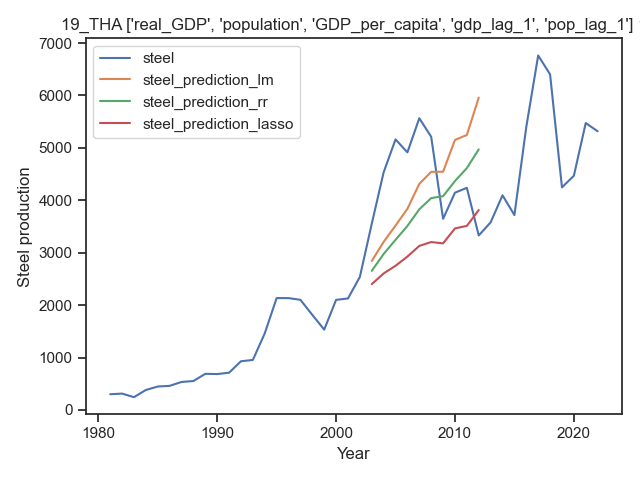 19_THA ['real_GDP', 'population', 'GDP_per_capita', 'gdp_lag_1', 'pop_lag_1']
steel
steel_prediction_lm
steel_prediction_rr
steel_prediction_lasso
7000
6000
5000
4000
3000
2000
1000
0
Steel production
1980
1990
2000
2010
2020
Year